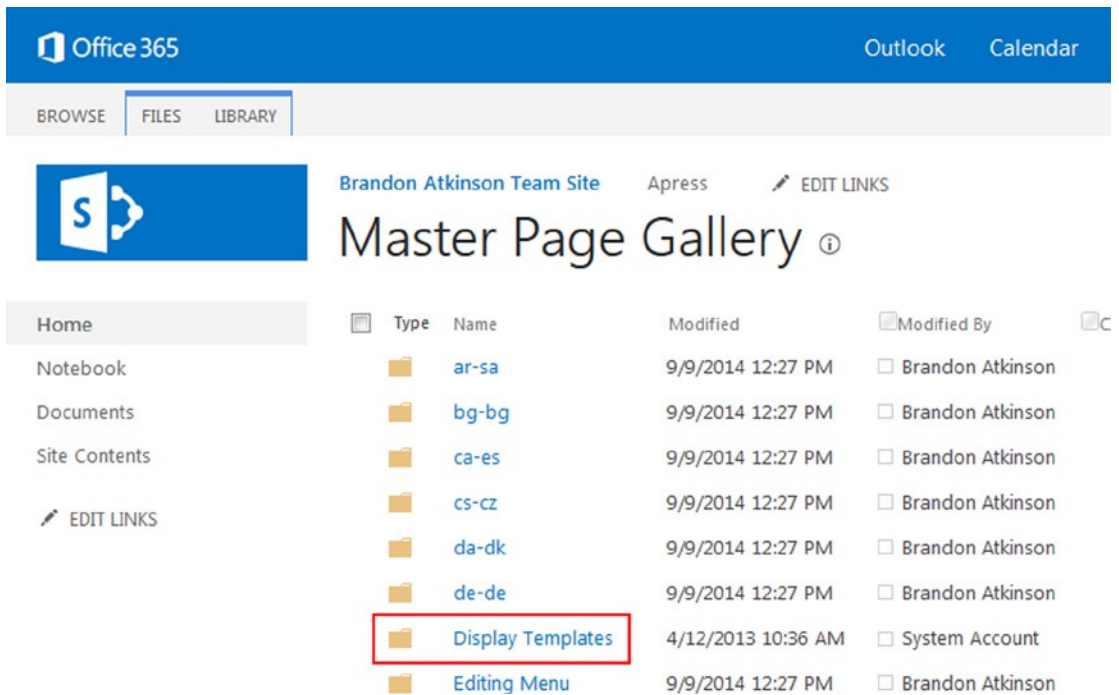 Office 365 Outlook Calendar
BROWSE FILES LIBRARY
S
Brandon Atkinson Team Site Apress EDIT LINKS
Master Page Gallery
Home
Notebook
Documents
Site Contents
EDIT LINKS
Type Name Modified Modified By
ar-sa 9/9/2014 12:27 PM Brandon Atkinson
bg-bg 9/9/2014 12:27 PM Brandon Atkinson
ca-es 9/9/2014 12:27 PM Brandon Atkinson
cs-cz 9/9/2014 12:27 PM Brandon Atkinson
da-dk 9/9/2014 12:27 PM Brandon Atkinson
de-de 9/9/2014 12:27 PM Brandon Atkinson
Display Templates 4/12/2013 10:36 AM System Account
Editing Menu 9/9/2014 12:27 PM Brandon Atkinson